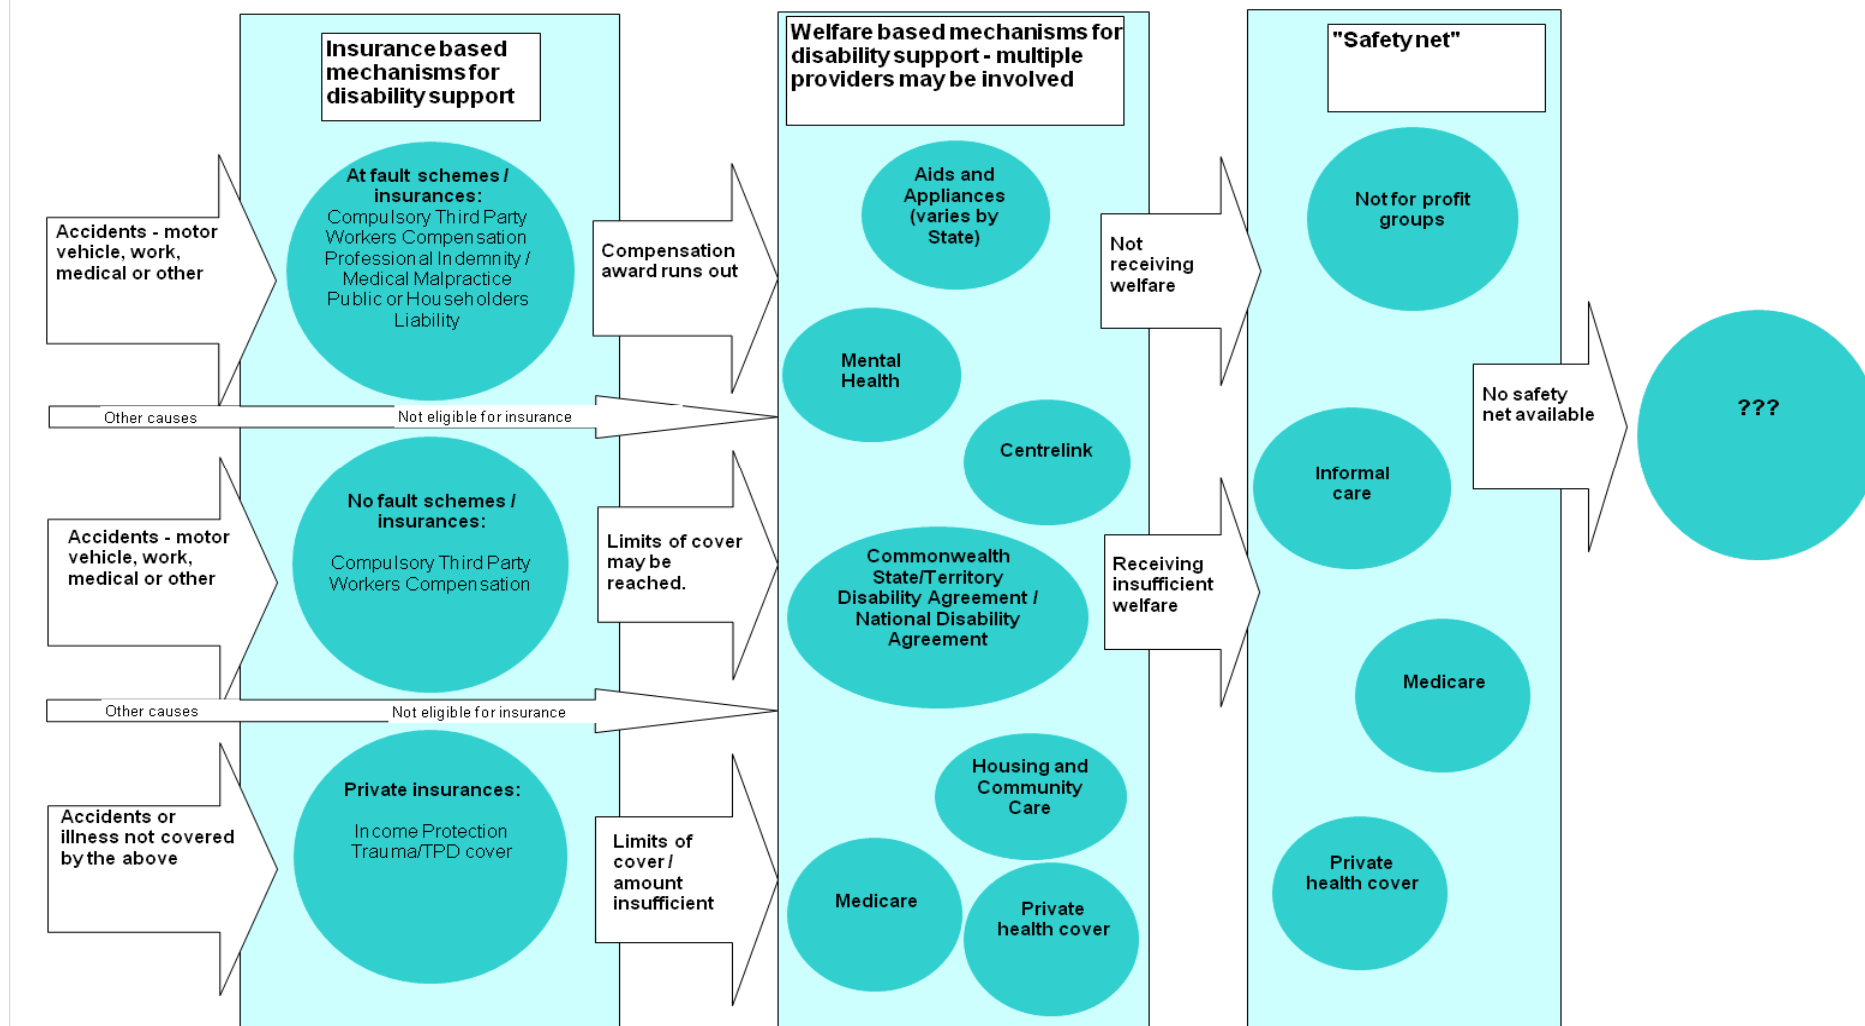 Insurance based
mechanisms for
disability support
Welfare based mechanisms for
disability support - multiple
providers may be involved
"Safety net"
Accidents - motor
vehicle, work,
medical or other
At fault schemes /
insurances:
Compulsory Third Party
Workers Compensation
Professional Indemnity /
Medical Malpractice
Public or Householders
Liability
Compensation
award runs out
Aids and
Appliances
(varies by
State)
Not
receiving
welfare
Not for profit
groups
Mental
Health
Other causes
Not eligible for insurance
Centrelink
No safety
net available
???
Accidents - motor
vehicle, work,
medical or other
No fault schemes /
insurances:
Compulsory Third Party
Workers Compensation
Limits of cover
may be
reached.
Commonwealth
State/Territory
Disability Agreement /
National Disability
Agreement
Receiving
insufficient
welfare
Informal
care
Medicare
Other causes
Not eligible for insurance
Accidents or
illness not covered
by the above
Private insurances:
Income Protection
Trauma/TPD cover
Limits of
cover /
amount
insufficient
Housing and
Community
Care
Medicare
Private
health cover
Private
health cover